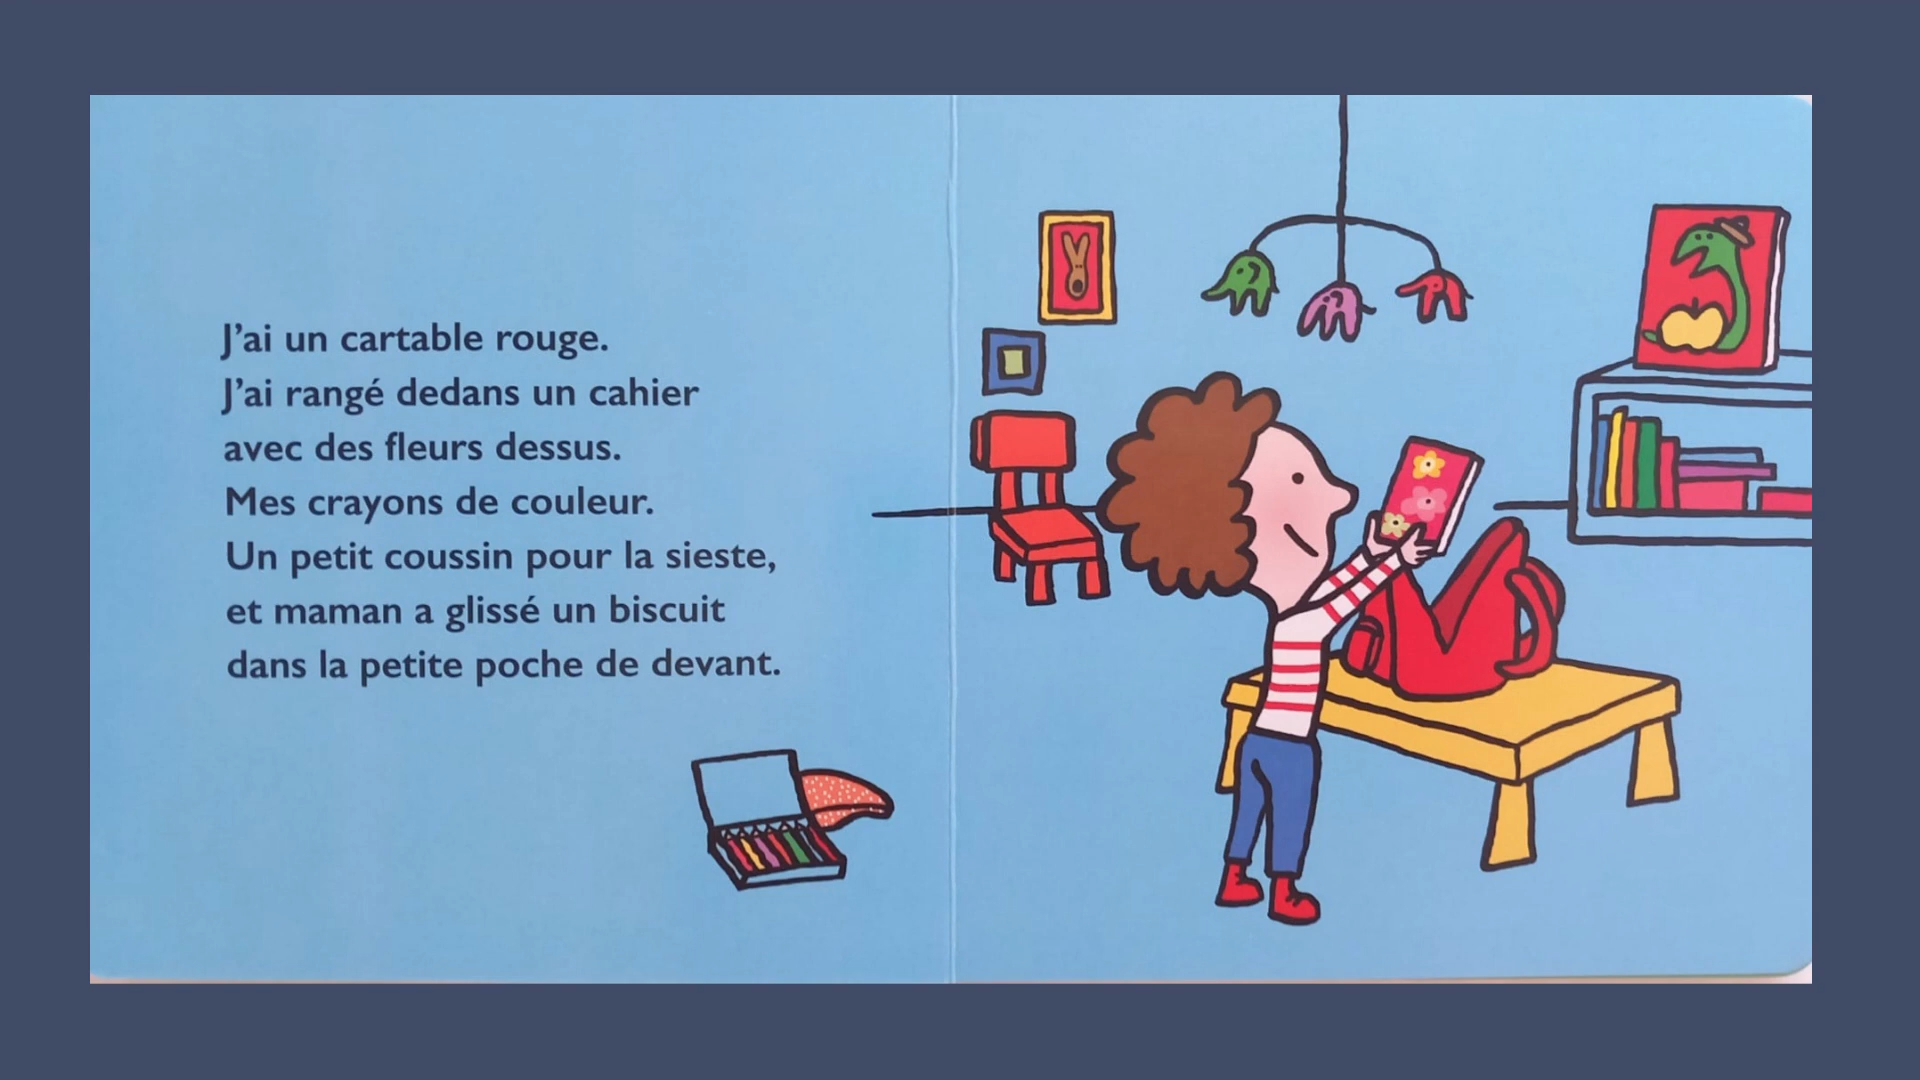 J’ai un cartable rouge.
J’ai rangé dedans un cahier
avec des fleurs dessus.
Mes crayons de couleur.
Un petit coussin pour la sieste,
et maman a glissé un biscuit
dans la petite poche de devant.